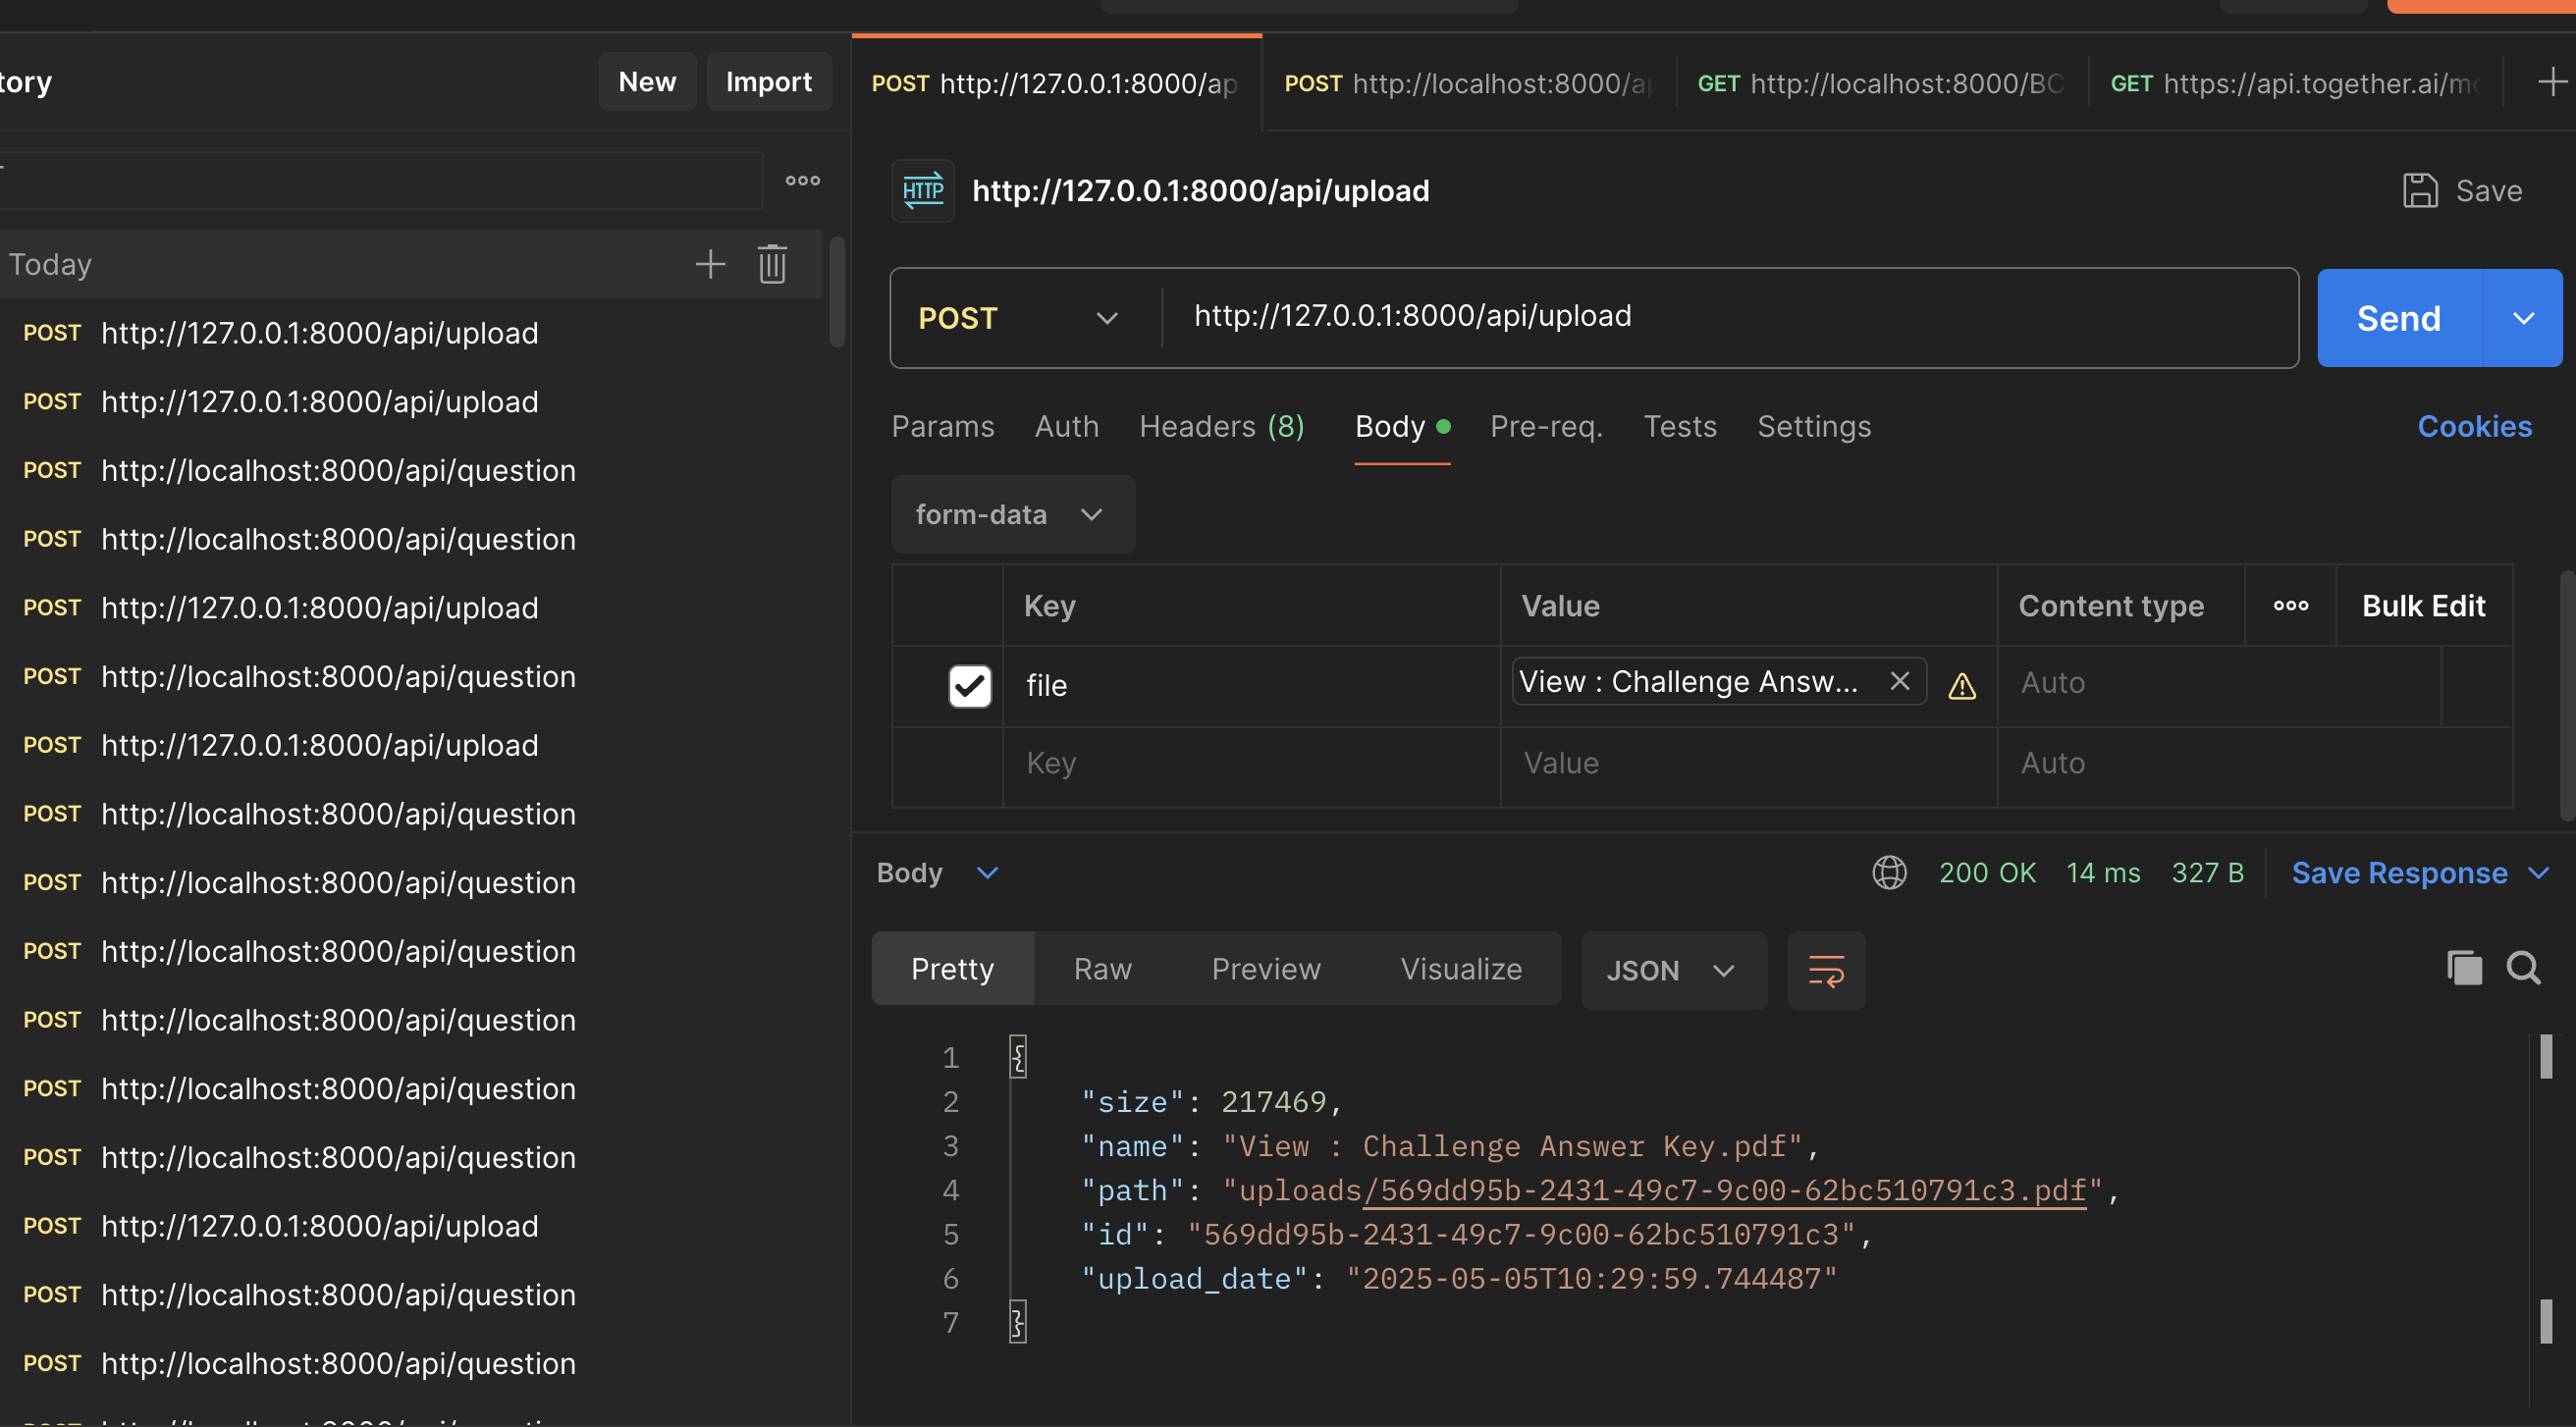 tory
New
Import
POST http://127.0.0.1:8000/ap
POST http://localhost:8000/ap
GET http://localhost:8000/BC
GET https://api.together.ai/mo
HTTP
http://127.0.0.1:8000/api/upload
Save
Today
POST
http://127.0.0.1:8000/api/upload
Send
POST http://127.0.0.1:8000/api/upload
POST http://127.0.0.1:8000/api/upload
POST http://localhost:8000/api/question
POST http://localhost:8000/api/question
POST http://127.0.0.1:8000/api/upload
POST http://localhost:8000/api/question
POST http://127.0.0.1:8000/api/upload
POST http://localhost:8000/api/question
POST http://localhost:8000/api/question
POST http://localhost:8000/api/question
POST http://localhost:8000/api/question
POST http://localhost:8000/api/question
POST http://localhost:8000/api/question
POST http://127.0.0.1:8000/api/upload
POST http://localhost:8000/api/question
POST http://localhost:8000/api/question
Params Auth Headers (8) Body Pre-req. Tests Settings
Cookies
form-data
Key Value Content type Bulk Edit
file View : Challenge Answ... Auto
Key Value Auto
Body
200 OK 14 ms 327 B
Save Response
Pretty Raw Preview Visualize
JSON
1 {
2 "size": 217469,
3 "name": "View : Challenge Answer Key.pdf",
4 "path": "uploads/569dd95b-2431-49c7-9c00-62bc510791c3.pdf",
5 "id": "569dd95b-2431-49c7-9c00-62bc510791c3",
6 "upload_date": "2025-05-05T10:29:59.744487"
7 }